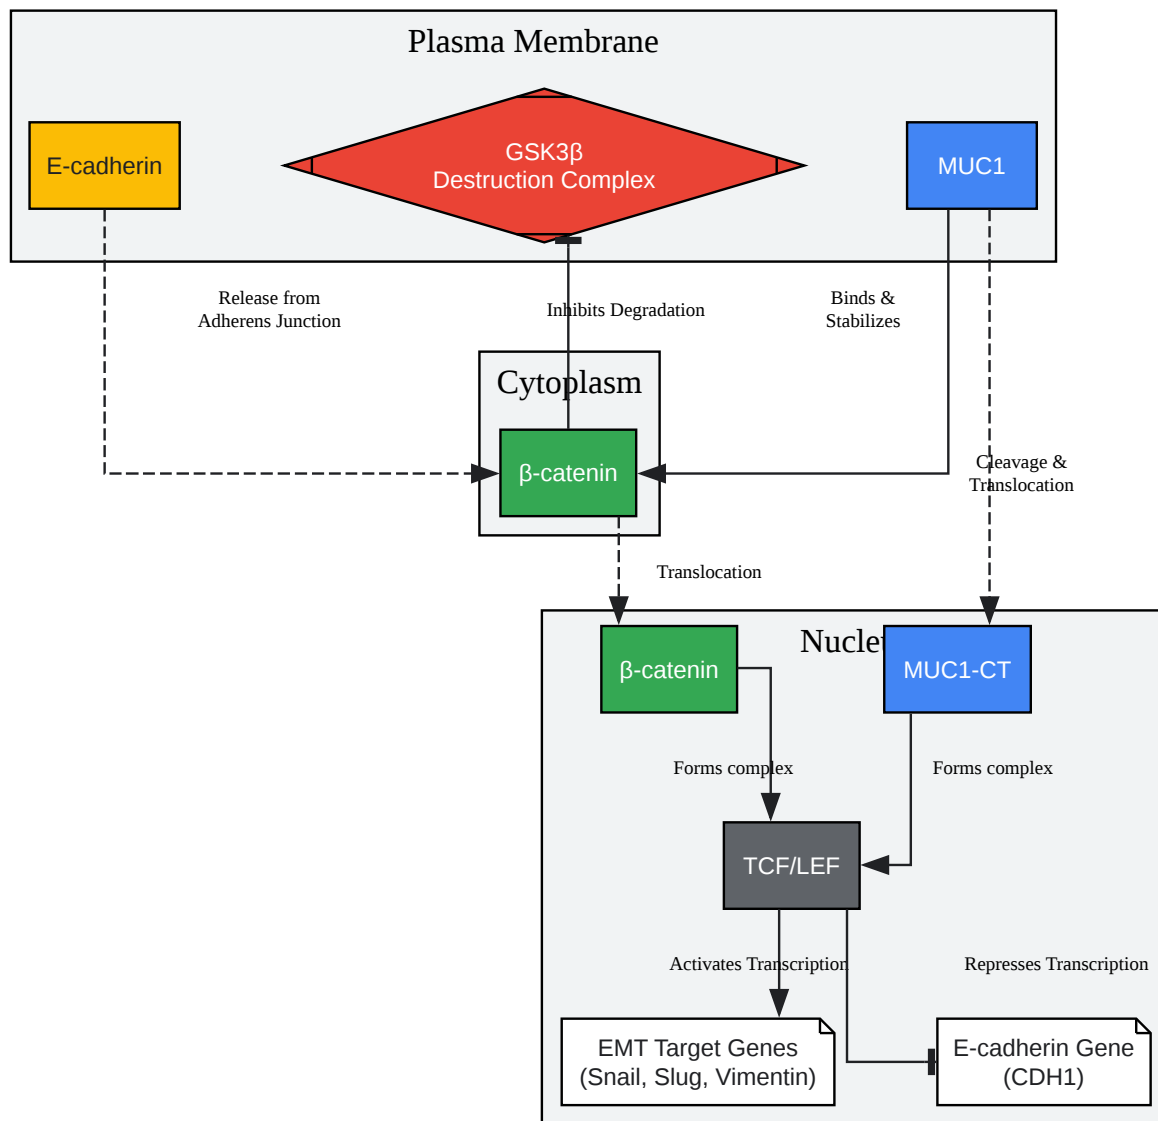 Plasma Membrane
E-cadherin
GSK3β
Destruction Complex
MUC1
Release from
Adherens Junction
Inhibits Degradation
Binds &
Stabilizes
Cytoplasm
β-catenin
Cleavage &
Translocation
Translocation
Nucleu
β-catenin
MUC1-CT
Forms complex
Forms complex
TCF/LEF
Activates Transcription
Represses Transcription
EMT Target Genes
(Snail, Slug, Vimentin)
E-cadherin Gene
(CDH1)